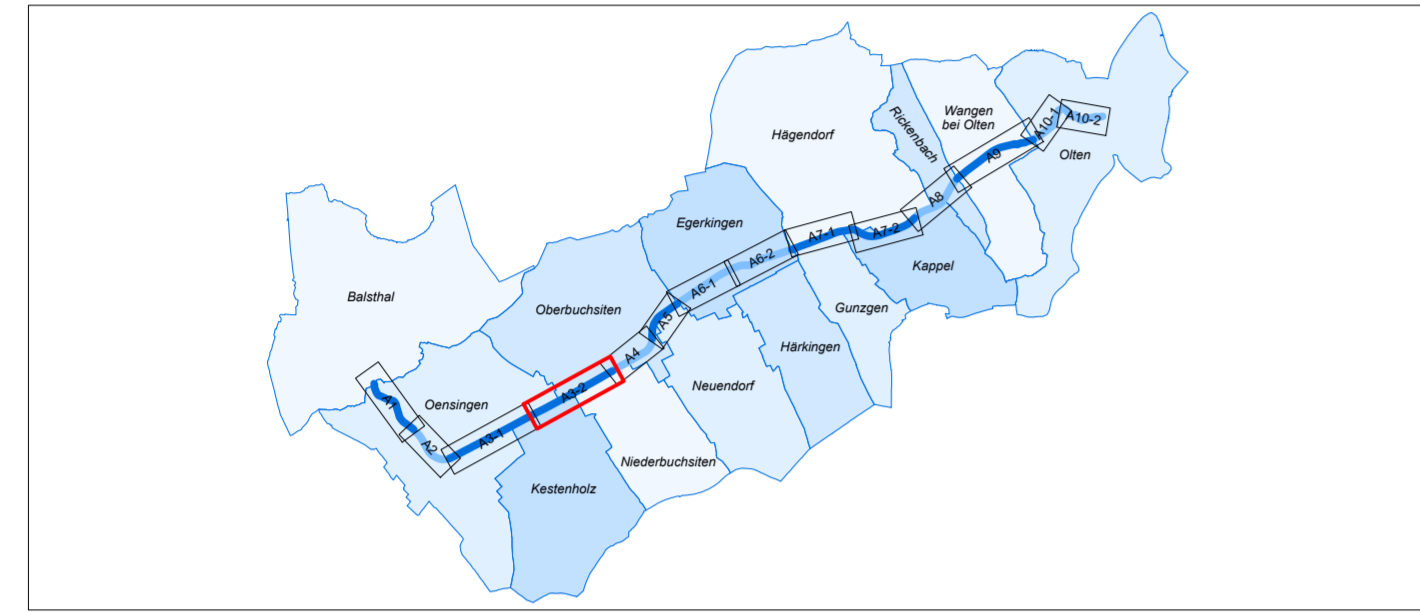 Wangen
bei Olten
Rickenbach
Hägendorf
A10-1
A10-2
Olten
A9
A8
Egerkingen
A7-1
A7-2
A6-2
Kappel
A6-1
Balsthal
Oberbuchsiten
Gunzgen
A5
Härkingen
A4
Neuendorf
A3-2
A1
Oensingen
A3-1
A2
Niederbuchsiten
Kestenholz